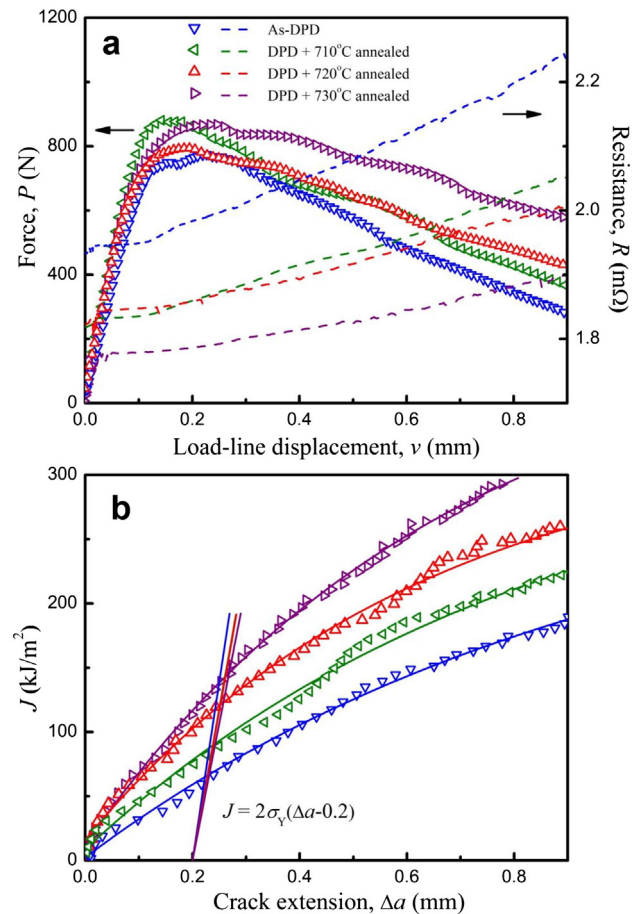 a
As-DPD
DPD + 710°C annealed
DPD + 720°C annealed
DPD + 730°C annealed
1200
800
400
0
Force, P (N)
2.2
2.0
1.8
Resistance, R (mΩ)
0.0 0.2 0.4 0.6 0.8
Load-line displacement, v (mm)
b
300
200
100
0
J (kJ/m²)
J = 2σY(Δa-0.2)
0.0 0.2 0.4 0.6 0.8
Crack extension, Δa (mm)